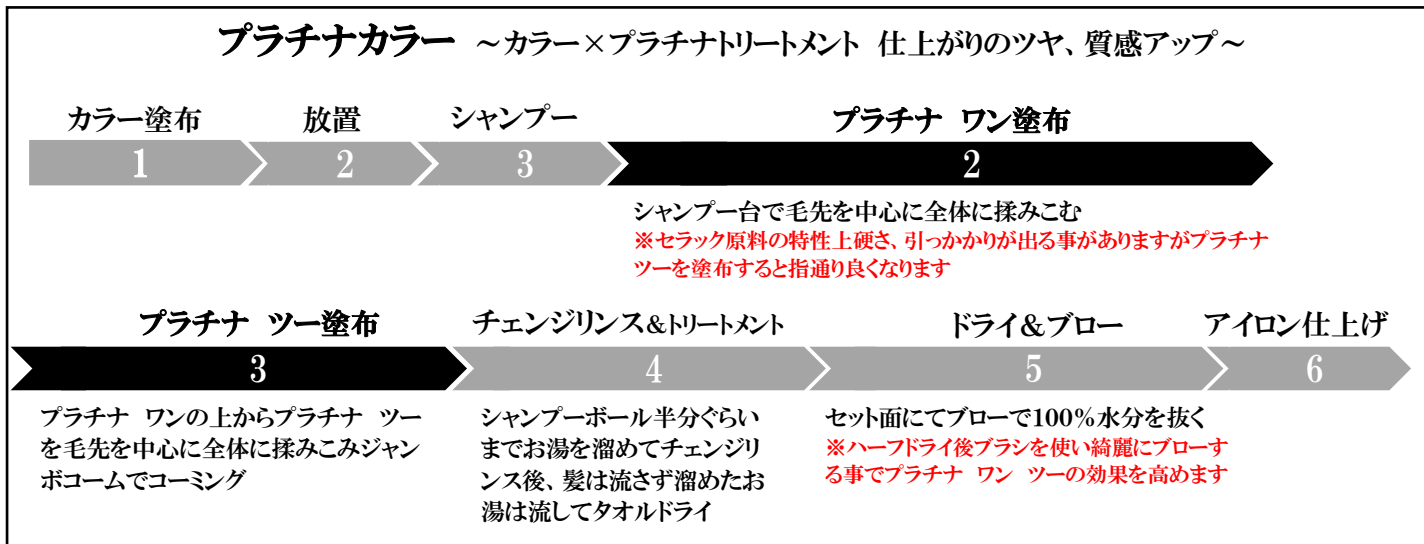 プラチナカラー ～カラー×プラチナトリートメント 仕上がりのツヤ、質感アップ～
カラー塗布 放置 シャンプー プラチナ ワン塗布
1 2 3 2
シャンプー台で毛先を中心に全体に揉みこむ
※セラック原料の特性上硬さ、引っかかりが出る事がありますがプラチナ
ツーを塗布すると指通り良くなります
プラチナ ツー塗布 チェンジリンス&トリートメント ドライ&ブロー アイロン仕上げ
3 4 5 6
プラチナ ワンの上からプラチナ ツー
を毛先を中心に全体に揉みこみジャン
ボコームでコーミング
シャンプーボール半分ぐらい
までお湯を溜めてチェンジリ
ンス後、髪は流さず溜めたお
湯は流してタオルドライ
セット面にてブローで100%水分を抜く
※ハーフドライ後ブラシを使い綺麗にブローす
る事でプラチナ ワン ツーの効果を高めます